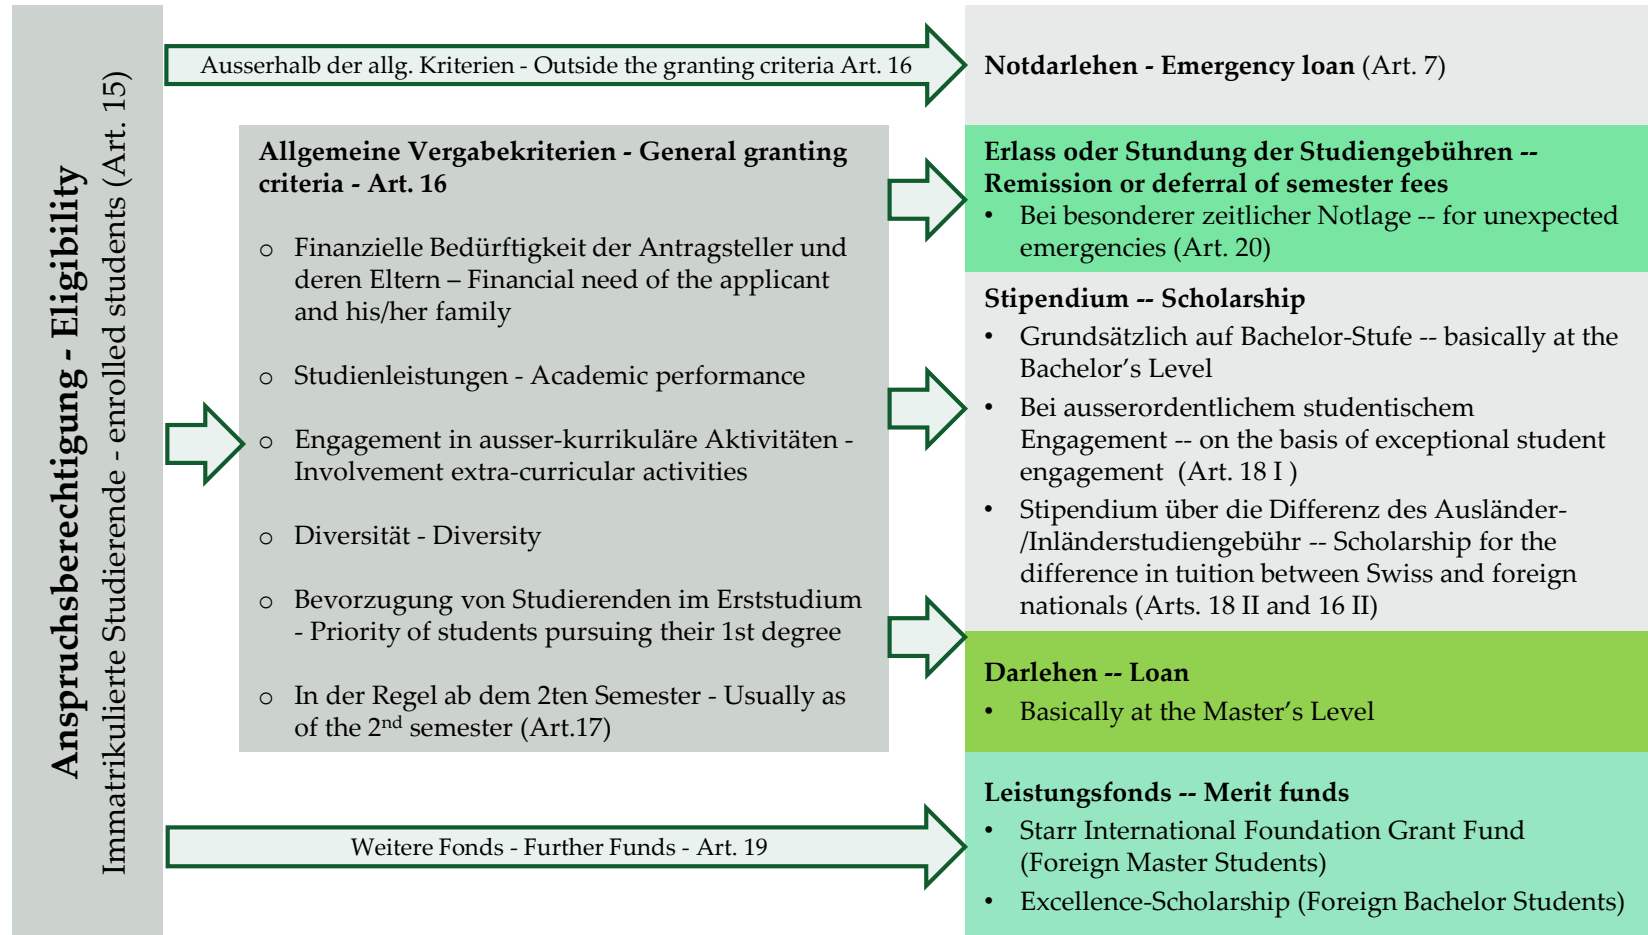 Anspruchsberechtigung - Eligibility
Immatrikulierte Studierende - enrolled students (Art. 15)
Ausserhalb der allg. Kriterien - Outside the granting criteria Art. 16
Notdarlehen - Emergency loan (Art. 7)
Allgemeine Vergabekriterien - General granting
criteria - Art. 16
o Finanzielle Bedürftigkeit der Antragsteller und
deren Eltern – Financial need of the applicant
and his/her family
o Studienleistungen - Academic performance
o Engagement in ausser-kurrikuläre Aktivitäten -
Involvement extra-curricular activities
o Diversität - Diversity
o Bevorzugung von Studierenden im Erststudium
- Priority of students pursuing their 1st degree
o In der Regel ab dem 2ten Semester - Usually as
of the 2nd semester (Art.17)
Erlass oder Stundung der Studiengebühren --
Remission or deferral of semester fees
• Bei besonderer zeitlicher Notlage -- for unexpected
emergencies (Art. 20)
Stipendium -- Scholarship
• Grundsätzlich auf Bachelor-Stufe -- basically at the
Bachelor's Level
• Bei ausserordentlichem studentischem
Engagement -- on the basis of exceptional student
engagement (Art. 18 I )
• Stipendium über die Differenz des Ausländer-
/Inländerstudiengebühr -- Scholarship for the
difference in tuition between Swiss and foreign
nationals (Arts. 18 II and 16 II)
Darlehen -- Loan
• Basically at the Master's Level
Weitere Fonds - Further Funds - Art. 19
Leistungsfonds -- Merit funds
• Starr International Foundation Grant Fund
(Foreign Master Students)
• Excellence-Scholarship (Foreign Bachelor Students)